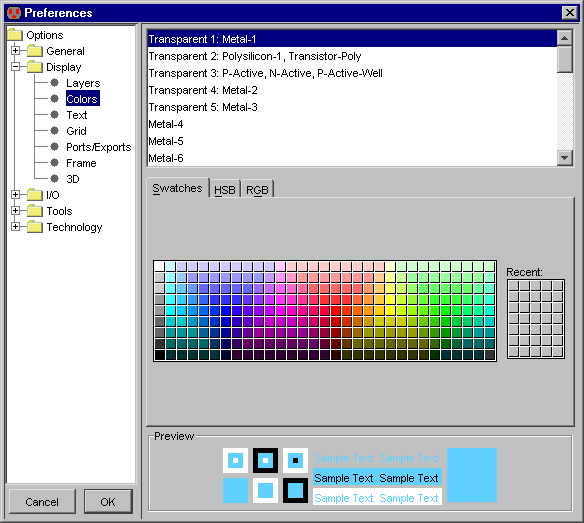 Preferences
Options
General
Display
Layers
Colors
Text
Grid
Ports/Exports
Frame
3D
I/O
Tools
Technology
Cancel
OK
Transparent 1: Metal-1
Transparent 2: Polysilicon-1, Transistor-Poly
Transparent 3: P-Active, N-Active, P-Active-Well
Transparent 4: Metal-2
Transparent 5: Metal-3
Metal-4
Metal-5
Metal-6
Swatches HSB RGB
Recent:
Preview
Sample Text Sample Text
Sample Text Sample Text
Sample Text Sample Text